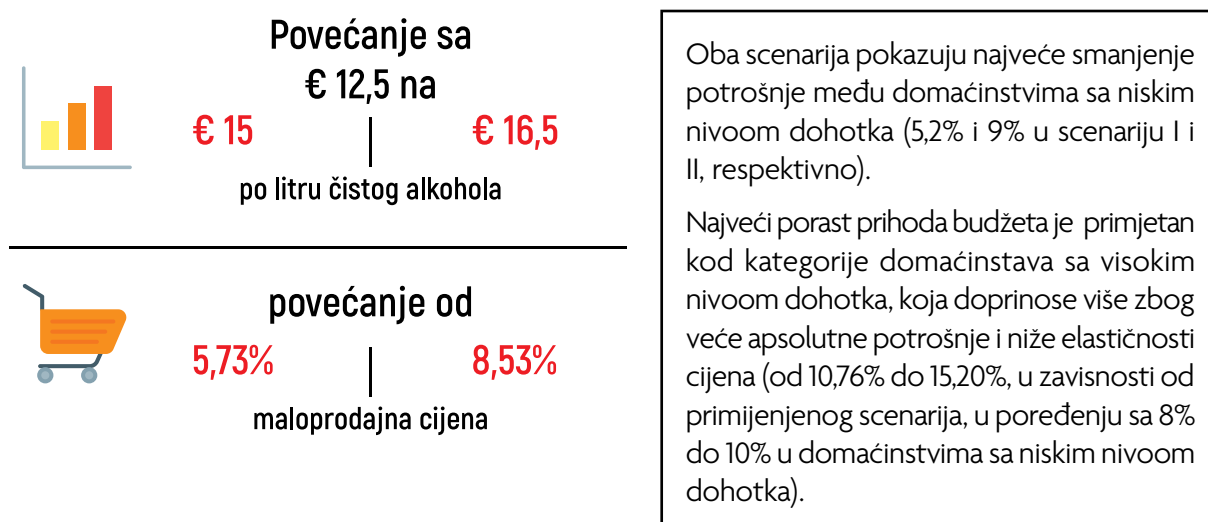 Povećanje sa
€ 12,5 na
€ 15
€ 16,5
po litru čistog alkohola
povećanje od
5,73%
8,53%
maloprodajna cijena
Oba scenarija pokazuju najveće smanjenje
potrošnje među domaćinstvima sa niskim
nivoom dohotka (5,2% i 9% u scenariju I i
II, respektivno).
Najveći porast prihoda budžeta je primjetan
kod kategorije domaćinstava sa visokim
nivoom dohotka, koja doprinose više zbog
veće apsolutne potrošnje i niže elastičnosti
cijena (od 10,76% do 15,20%, u zavisnosti od
primijenjenog scenarija, u poređenju sa 8%
do 10% u domaćinstvima sa niskim nivoom
dohotka).